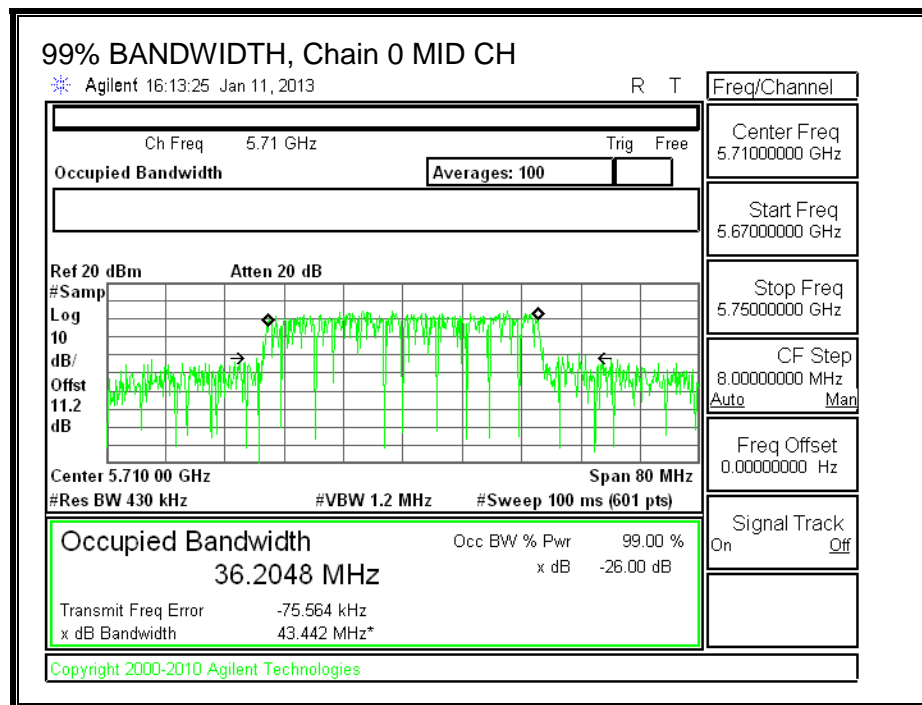 99% BANDWIDTH, Chain 0 MID CH
Agilent 16:13:25 Jan 11, 2013 R T
Freq/Channel
Ch Freq 5.71 GHz Trig Free
Occupied Bandwidth Averages: 100
Center Freq
5.71000000 GHz
Start Freq
5.67000000 GHz
Stop Freq
5.75000000 GHz
CF Step
8.00000000 MHz
Auto Man
Freq Offset
0.00000000 Hz
Signal Track
On Off
Ref 20 dBm Atten 20 dB
#Samp
Log
10
dB/
Offst
11.2
dB
Center 5.710 00 GHz Span 80 MHz
#Res BW 430 kHz #VBW 1.2 MHz #Sweep 100 ms (601 pts)
Occupied Bandwidth Occ BW % Pwr 99.00 %
36.2048 MHz x dB -26.00 dB
Transmit Freq Error -75.564 kHz
x dB Bandwidth 43.442 MHz*
Copyright 2000-2010 Agilent Technologies